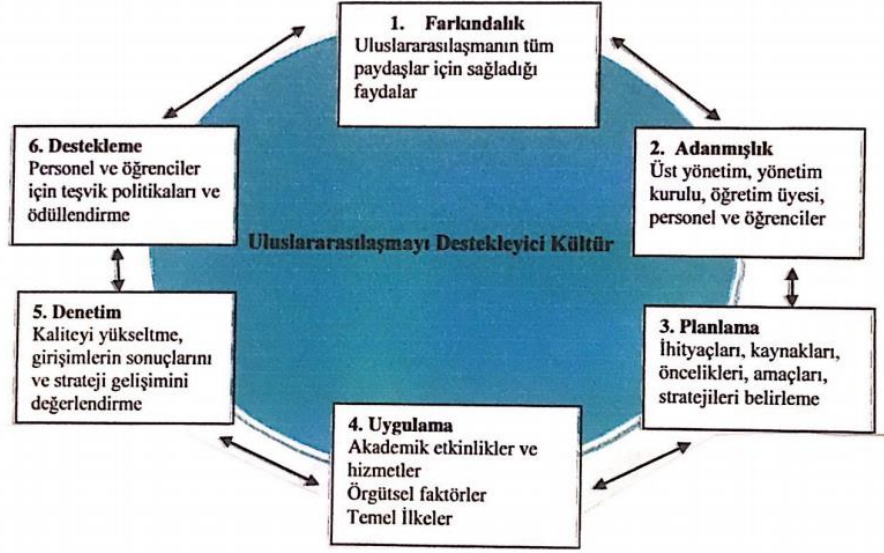 1. Farkındalık
Uluslararasılaşmanın tüm
paydaşlar için sağladığı
faydalar
2. Adanmışlık
Üst yönetim, yönetim
kurulu, öğretim üyesi,
personel ve öğrenciler
3. Planlama
İhityaçları, kaynakları,
öncelikleri, amaçları,
stratejileri belirleme
4. Uygulama
Akademik etkinlikler ve
hizmetler
Örgütsel faktörler
Temel İlkeler
5. Denetim
Kaliteyi yükseltme,
girişimlerin sonuçlarını
ve strateji gelişimini
değerlendirme
6. Destekleme
Personel ve öğrenciler
için teşvik politikaları ve
ödüllendirme
Uluslararasılaşmayı Destekleyici Kültür